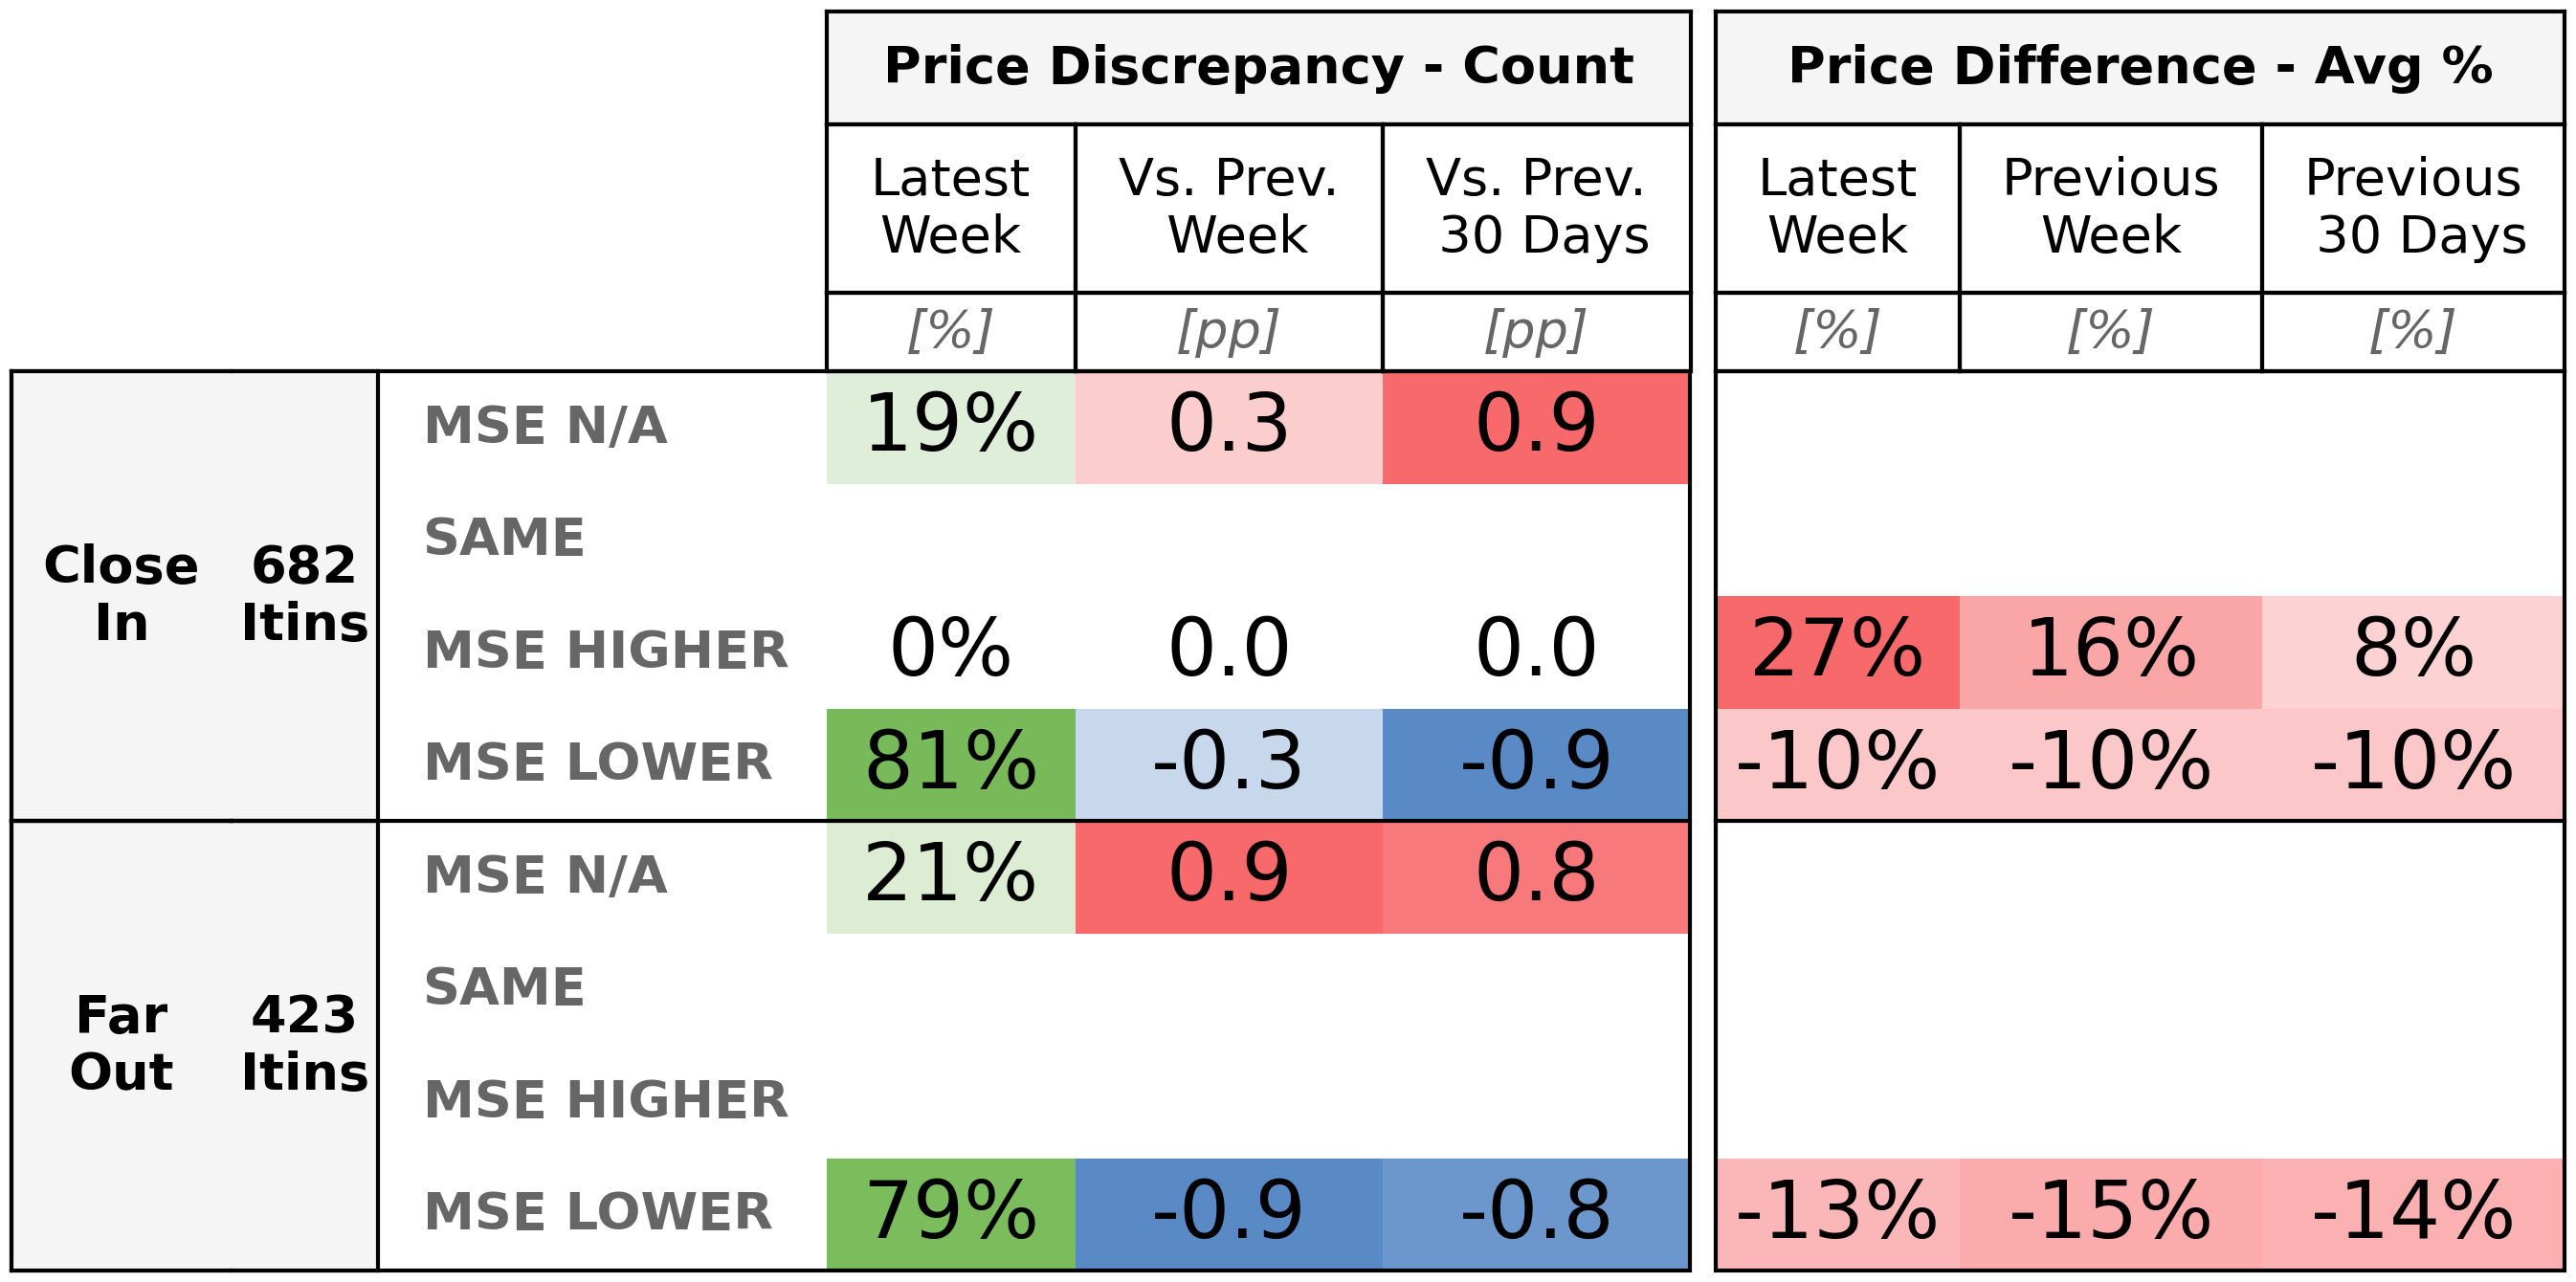 Price Discrepancy - Count Price Difference - Avg %
Latest Week Vs. Prev. Week Vs. Prev. 30 Days Latest Week Previous Week Previous 30 Days
[%] [pp] [pp] [%] [%] [%]
Close In 682 Itins
MSE N/A 19% 0.3 0.9
SAME
MSE HIGHER 0% 0.0 0.0 27% 16% 8%
MSE LOWER 81% -0.3 -0.9 -10% -10% -10%
Far Out 423 Itins
MSE N/A 21% 0.9 0.8
SAME
MSE HIGHER
MSE LOWER 79% -0.9 -0.8 -13% -15% -14%